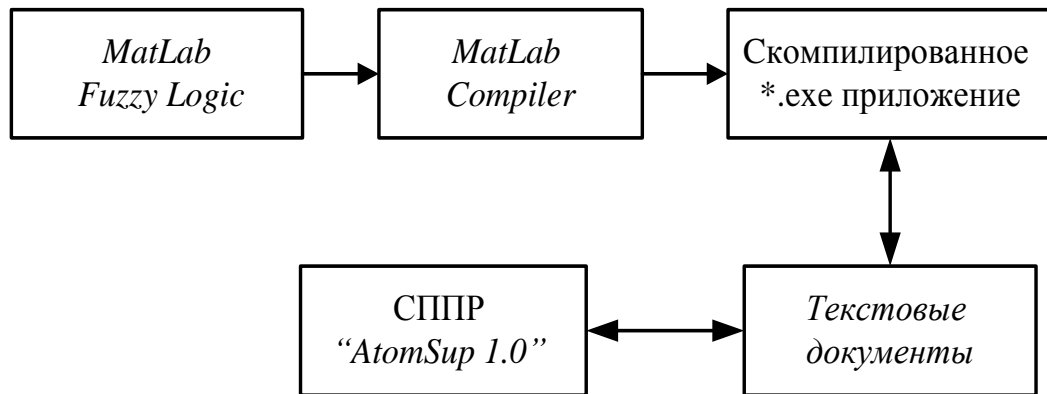 MatLab
Fuzzy Logic
MatLab
Compiler
Скомпилированное
*.exe приложение
СППР
“AtomSup 1.0”
Текстовые
документы